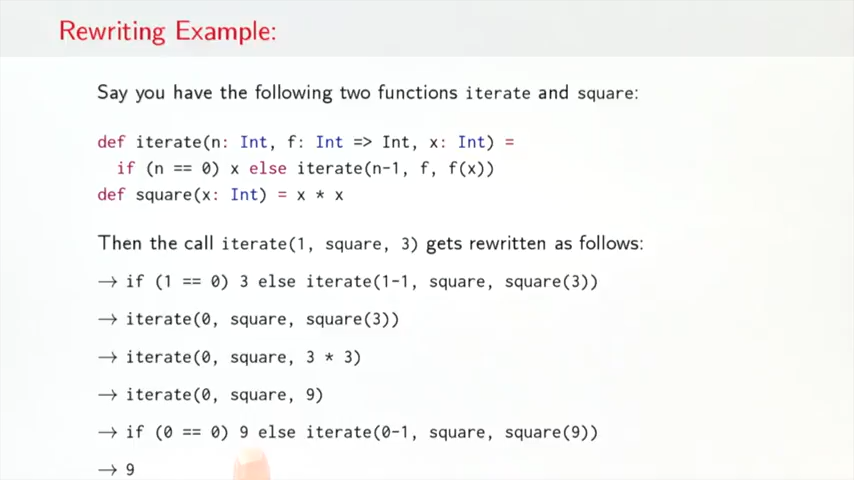 Rewriting Example:
Say you have the following two functions iterate and square:
def iterate(n: Int, f: Int => Int, x: Int) =
if (n == 0) x else iterate(n-1, f, f(x))
def square(x: Int) = x * x
Then the call iterate(1, square, 3) gets rewritten as follows:
→ if (1 == 0) 3 else iterate(1-1, square, square(3))
→ iterate(0, square, square(3))
→ iterate(0, square, 3 * 3)
→ iterate(0, square, 9)
→ if (0 == 0) 9 else iterate(0-1, square, square(9))
→ 9